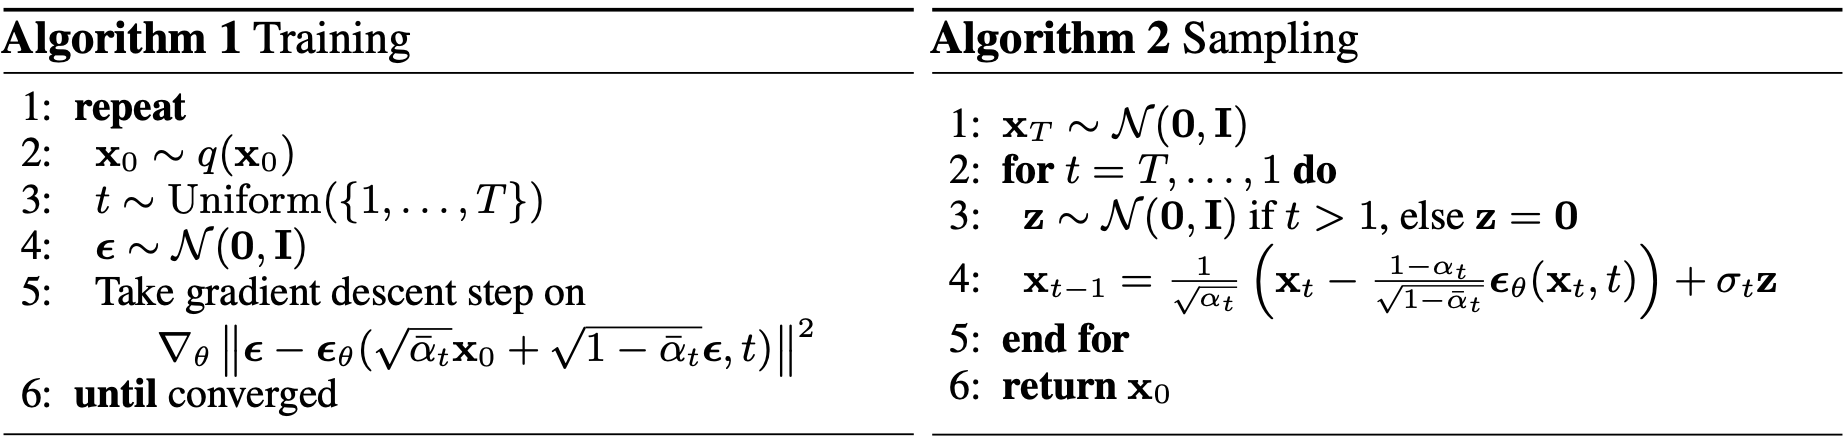 Algorithm 1 Training
1: repeat
2: x₀ ∼ q(x₀)
3: t ∼ Uniform({1, . . . , T})
4: ϵ ∼ 𝒩(0, I)
5: Take gradient descent step on
∇_θ ‖ϵ − ϵ_θ(√ᾱ_t x₀ + √1 − ᾱ_t ϵ, t)‖²
6: until converged
Algorithm 2 Sampling
1: x_T ∼ 𝒩(0, I)
2: for t = T, . . . , 1 do
3: z ∼ 𝒩(0, I) if t > 1, else z = 0
4: x_{t−1} = 1/√α_t (x_t − (1−α_t)/√(1−ᾱ_t) ϵ_θ(x_t, t)) + σ_t z
5: end for
6: return x₀